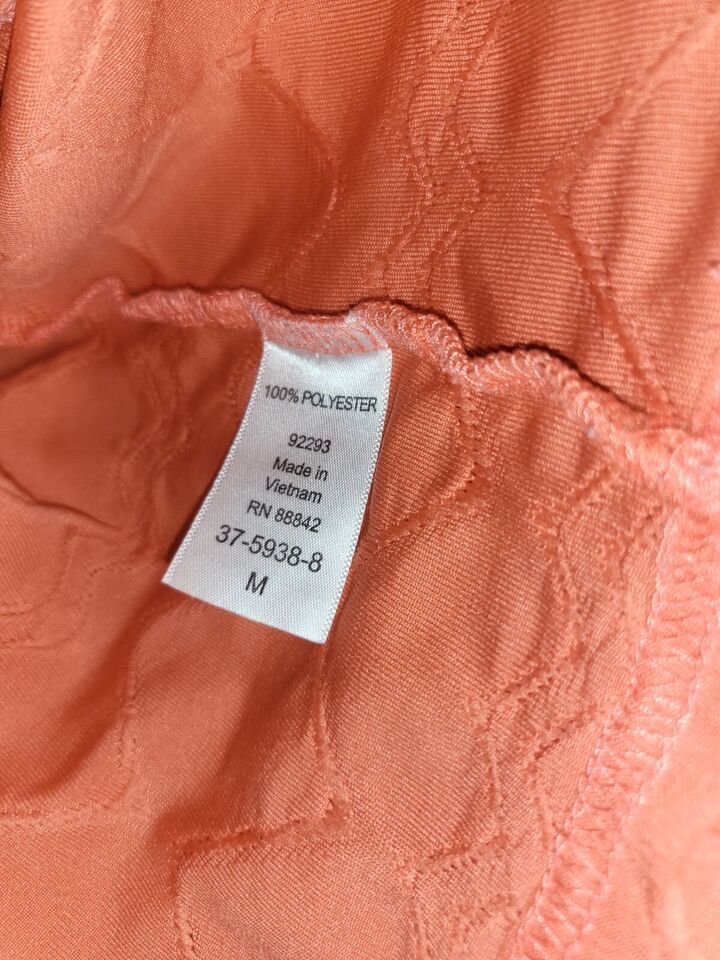 100% POLYESTER
92293
Made in
Vietnam
RN 88842
37-5938-8
M